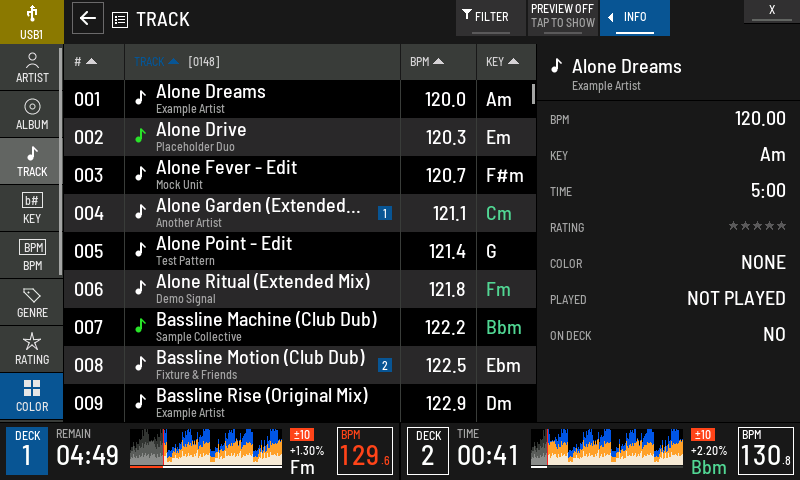 USB1
TRACK
FILTER
PREVIEW OFF
TAP TO SHOW
INFO
X
ARTIST
ALBUM
TRACK
b#
KEY
BPM
BPM
GENRE
RATING
COLOR
# TRACK [0148] BPM KEY
001 Alone Dreams 120.0 Am
Example Artist
002 Alone Drive 120.3 Em
Placeholder Duo
003 Alone Fever - Edit 120.7 F#m
Mock Unit
004 Alone Garden (Extended... 1 121.1 Cm
Another Artist
005 Alone Point - Edit 121.4 G
Test Pattern
006 Alone Ritual (Extended Mix) 121.8 Fm
Demo Signal
007 Bassline Machine (Club Dub) 122.2 Bbm
Sample Collective
008 Bassline Motion (Club Dub) 2 122.5 Ebm
Fixture & Friends
009 Bassline Rise (Original Mix) 122.9 Dm
Example Artist
Alone Dreams
Example Artist
BPM 120.00
KEY Am
TIME 5:00
RATING ★★★★★
COLOR NONE
PLAYED NOT PLAYED
ON DECK NO
DECK
1
REMAIN
04:49
±10
+1.30%
Fm
BPM
129.6
DECK
2
TIME
00:41
±10
+2.20%
Bbm
BPM
130.8